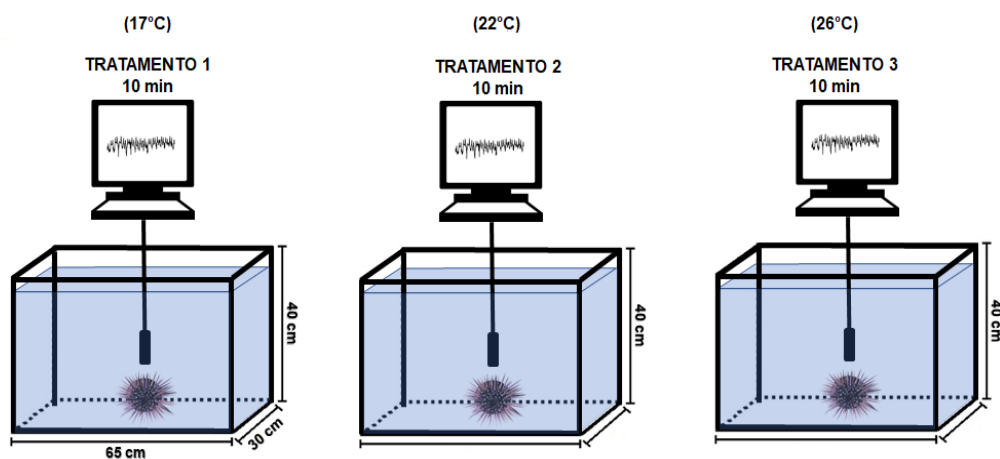 (17°C)
TRATAMENTO 1
10 min
40 cm
30 cm
65 cm
(22°C)
TRATAMENTO 2
10 min
40 cm
(26°C)
TRATAMENTO 3
10 min
40 cm